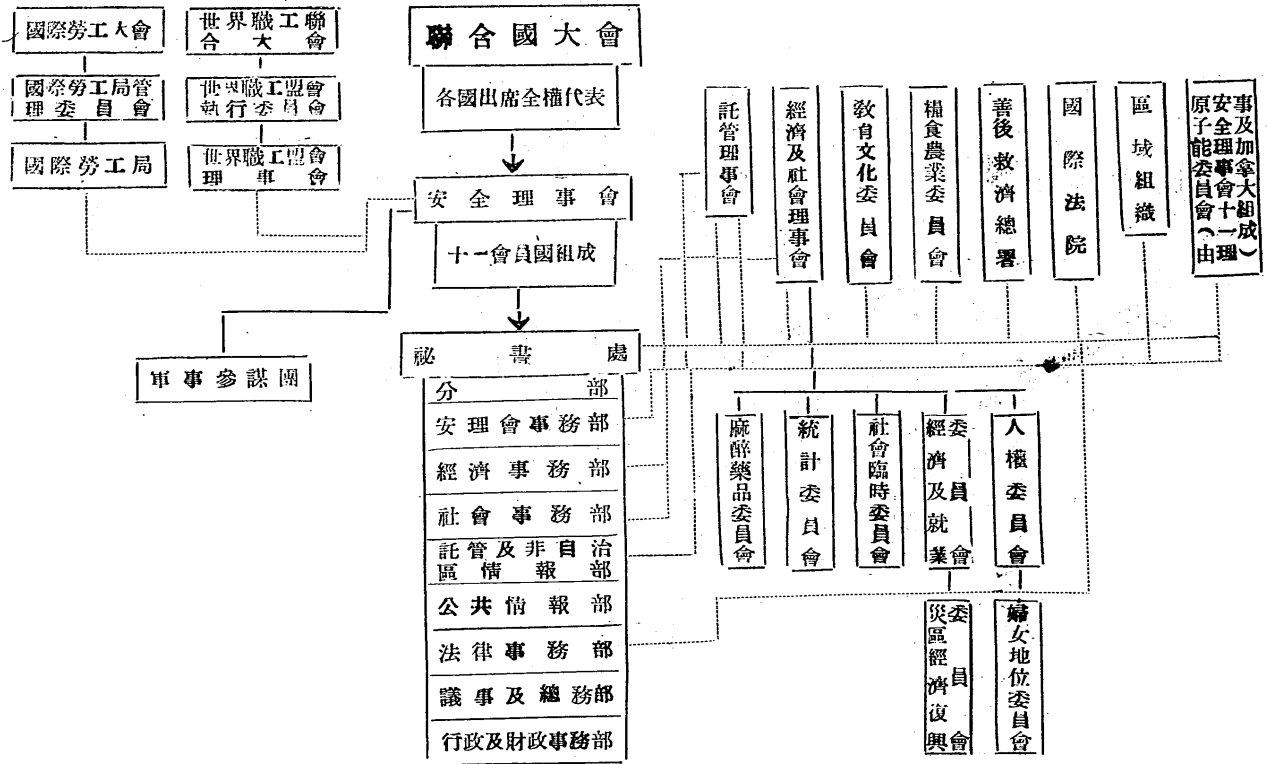 國際勞工大會
國際勞工局管
理委員會
國際勞工局
世界職工聯
合大會
世界職工盟會
執行委員會
世界職工盟會
理事會
聯合國大會
各國出席全權代表
安全理事會
十一會員國組成
祕書處
分部
安理會事務部
經濟事務部
社會事務部
託管及非自治
區情報部
公共情報部
法律事務部
議事及總務部
行政及財政事務部
軍事參謀團
託管理事會
經濟及社會理事會
敎育文化委員會
糧食農業委員會
善後救濟總署
國際法院
區域組織
原子能委員會(由
安全理事會十一理
事及加拿大組成)
麻醉藥品委員會
統計委員會
社會臨時委員會
經濟及就業
委員會
人權委員會
災區經濟復興
委員會
婦女地位委員會